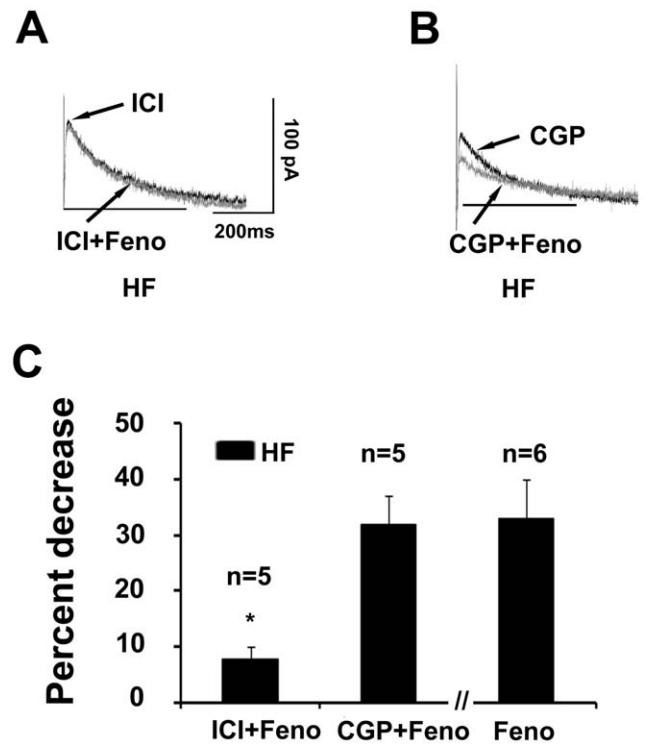 A
ICI
100 pA
ICI+Feno
200ms
HF
B
CGP
CGP+Feno
HF
C
Percent decrease
50
40
30
20
10
0
HF
n=5
*
n=5
n=6
//
ICI+Feno
CGP+Feno
Feno